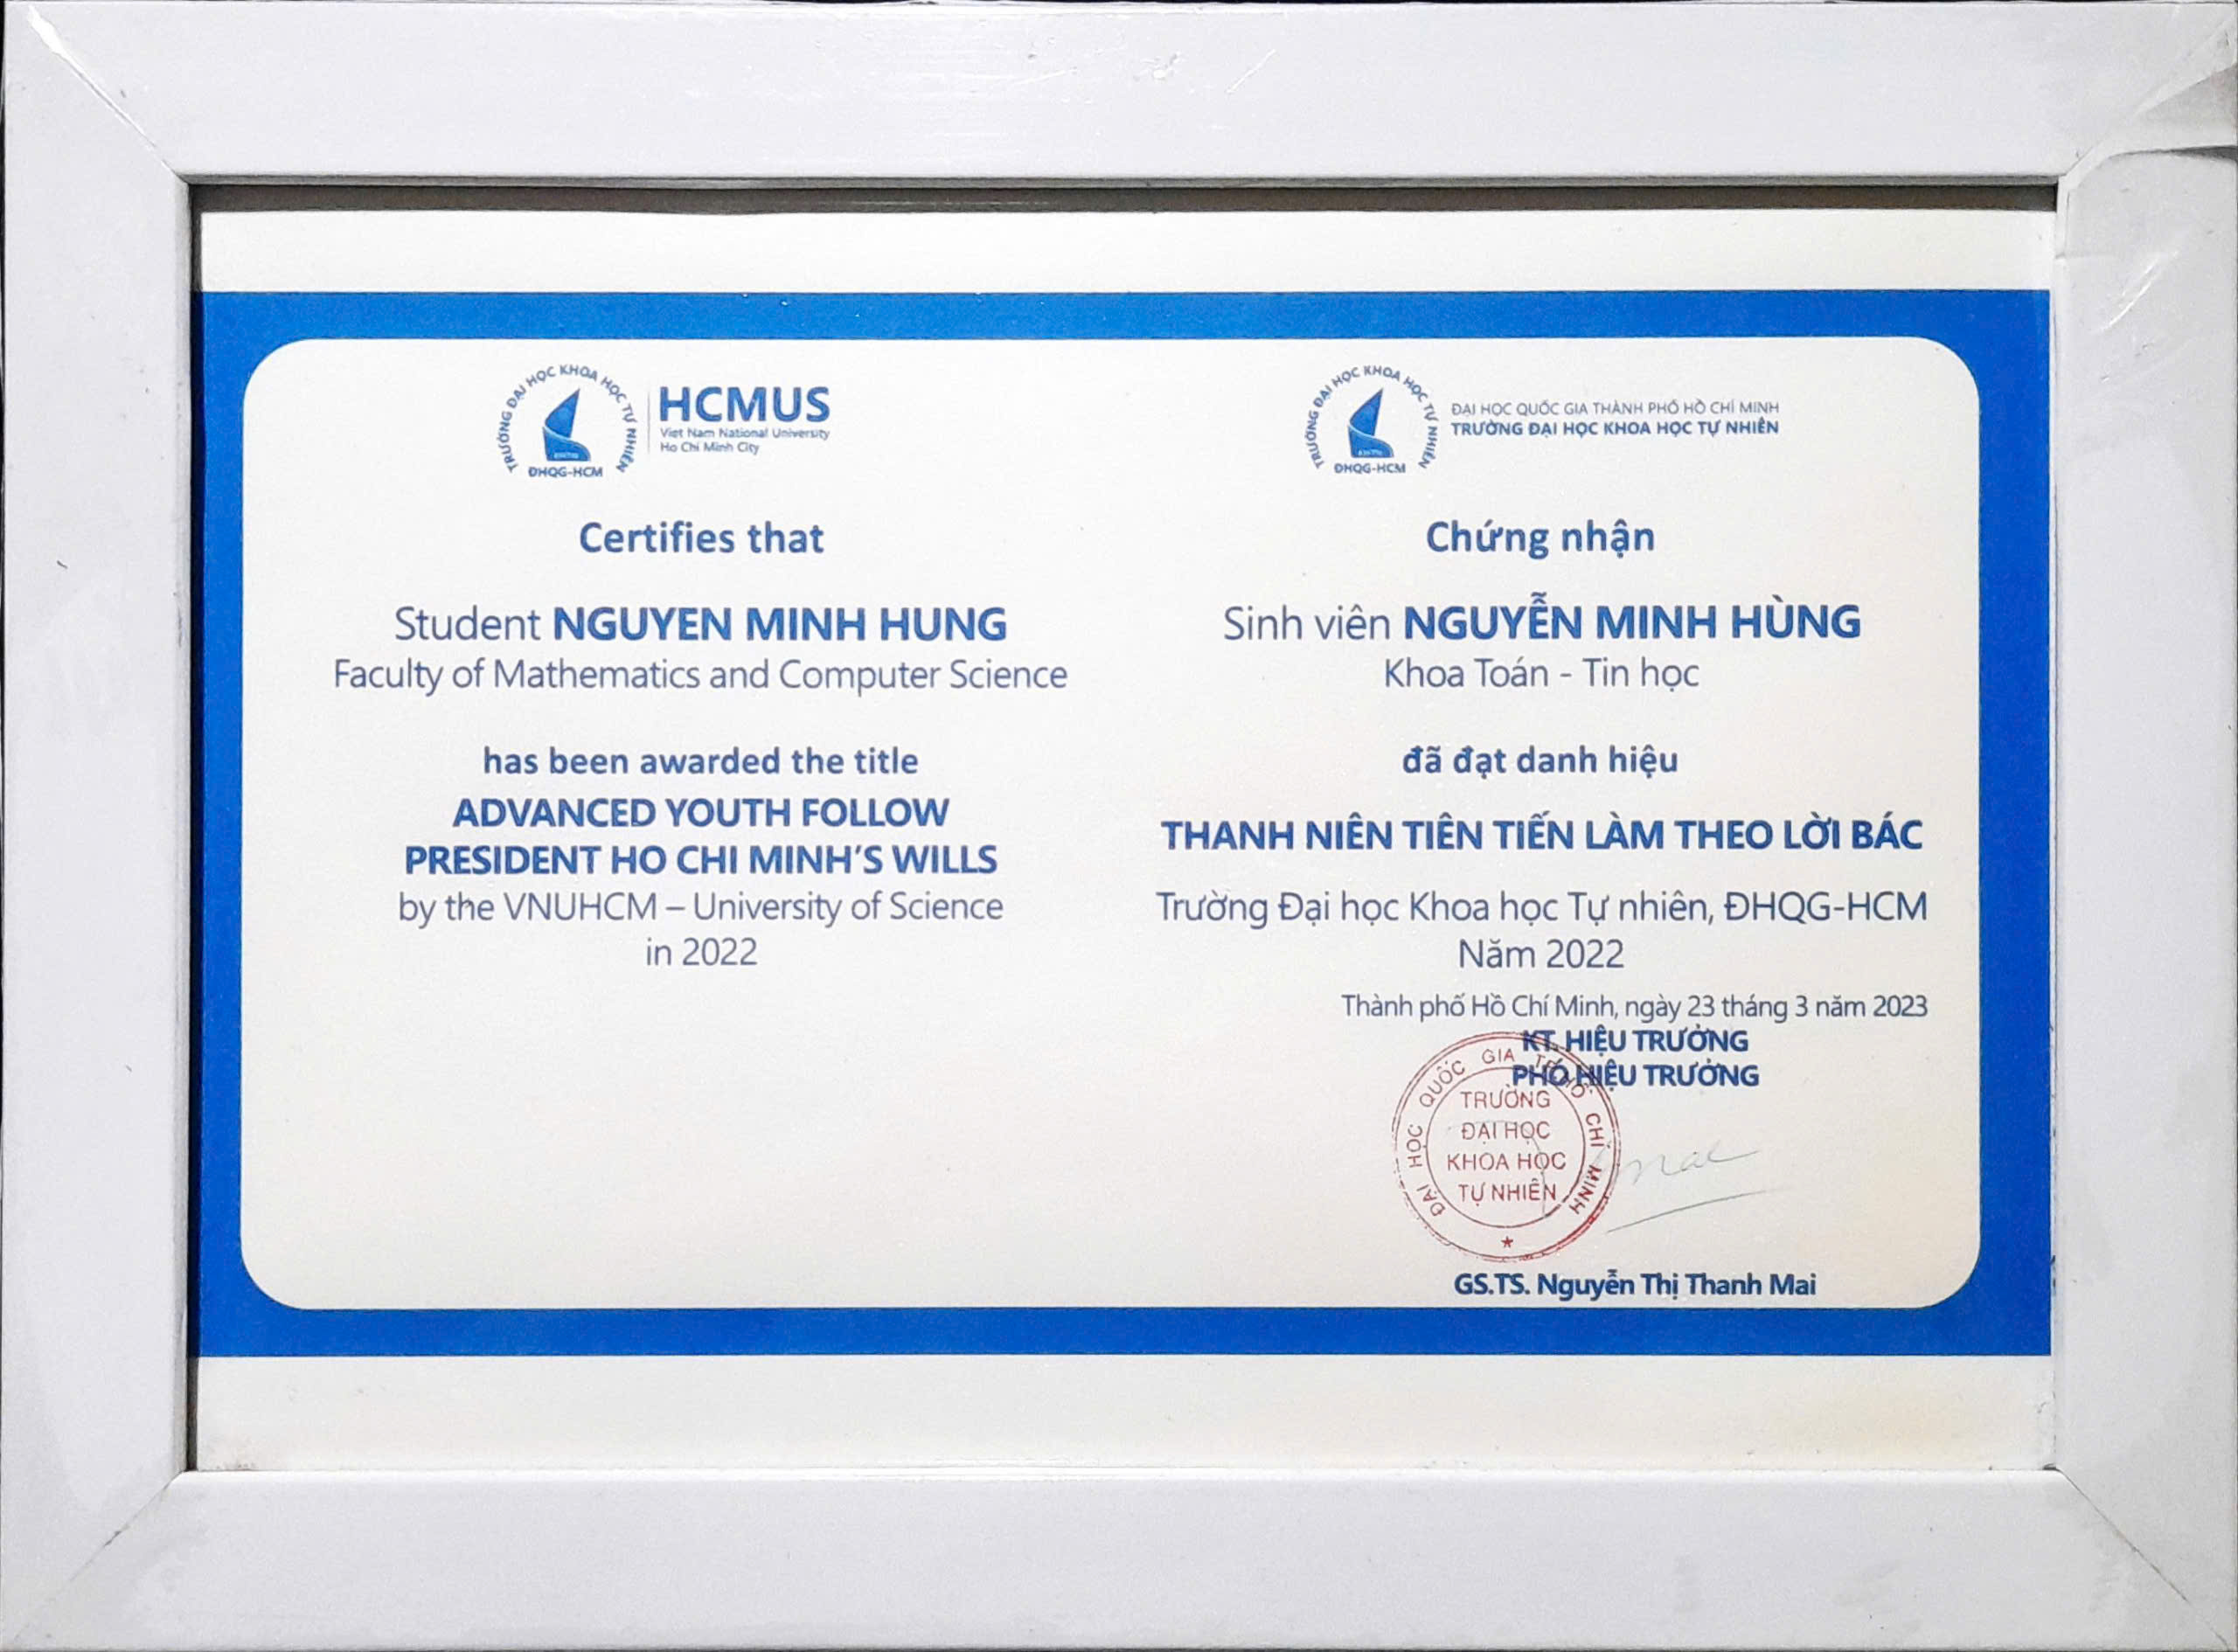 TRƯỜNG ĐẠI HỌC KHOA HỌC TỰ NHIÊN
ĐHQG-HCM
HCMUS
Viet Nam National University
Ho Chi Minh City
Certifies that
Student NGUYEN MINH HUNG
Faculty of Mathematics and Computer Science
has been awarded the title
ADVANCED YOUTH FOLLOW
PRESIDENT HO CHI MINH'S WILLS
by the VNUHCM – University of Science
in 2022
TRƯỜNG ĐẠI HỌC KHOA HỌC TỰ NHIÊN
ĐHQG-HCM
ĐẠI HỌC QUỐC GIA THÀNH PHỐ HỒ CHÍ MINH
TRƯỜNG ĐẠI HỌC KHOA HỌC TỰ NHIÊN
Chứng nhận
Sinh viên NGUYỄN MINH HÙNG
Khoa Toán - Tin học
đã đạt danh hiệu
THANH NIÊN TIÊN TIẾN LÀM THEO LỜI BÁC
Trường Đại học Khoa học Tự nhiên, ĐHQG-HCM
Năm 2022
Thành phố Hồ Chí Minh, ngày 23 tháng 3 năm 2023
KT. HIỆU TRƯỞNG
PHÓ HIỆU TRƯỞNG
ĐẠI HỌC QUỐC GIA TP.HỒ CHÍ MINH
TRƯỜNG
ĐẠI HỌC
KHOA HỌC
TỰ NHIÊN
mai
GS.TS. Nguyễn Thị Thanh Mai